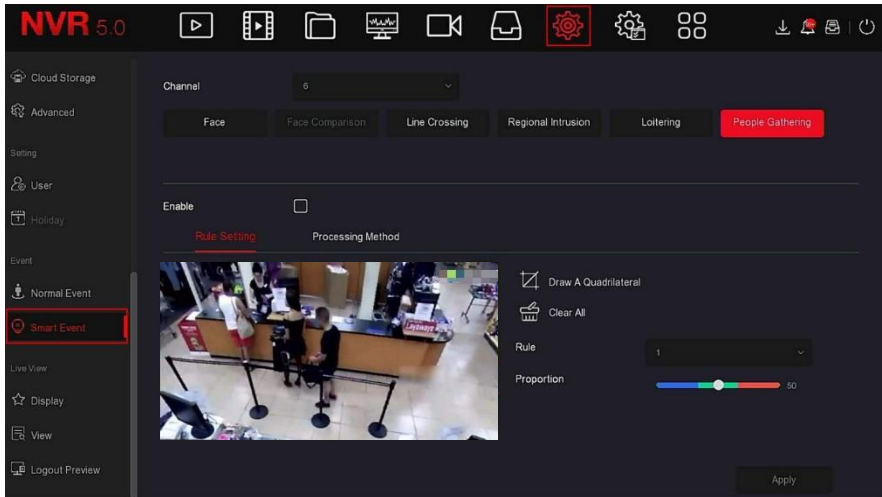 NVR 5.0
Cloud Storage
Advanced
Setting
User
Holiday
Event
Normal Event
Smart Event
Live View
Display
View
Logout Preview
Channel
6
Face
Face Comparison
Line Crossing
Regional Intrusion
Loitering
People Gathering
Enable
Rule Setting
Processing Method
Layaways
Draw A Quadrilateral
Clear All
Rule
1
Proportion
50
Apply